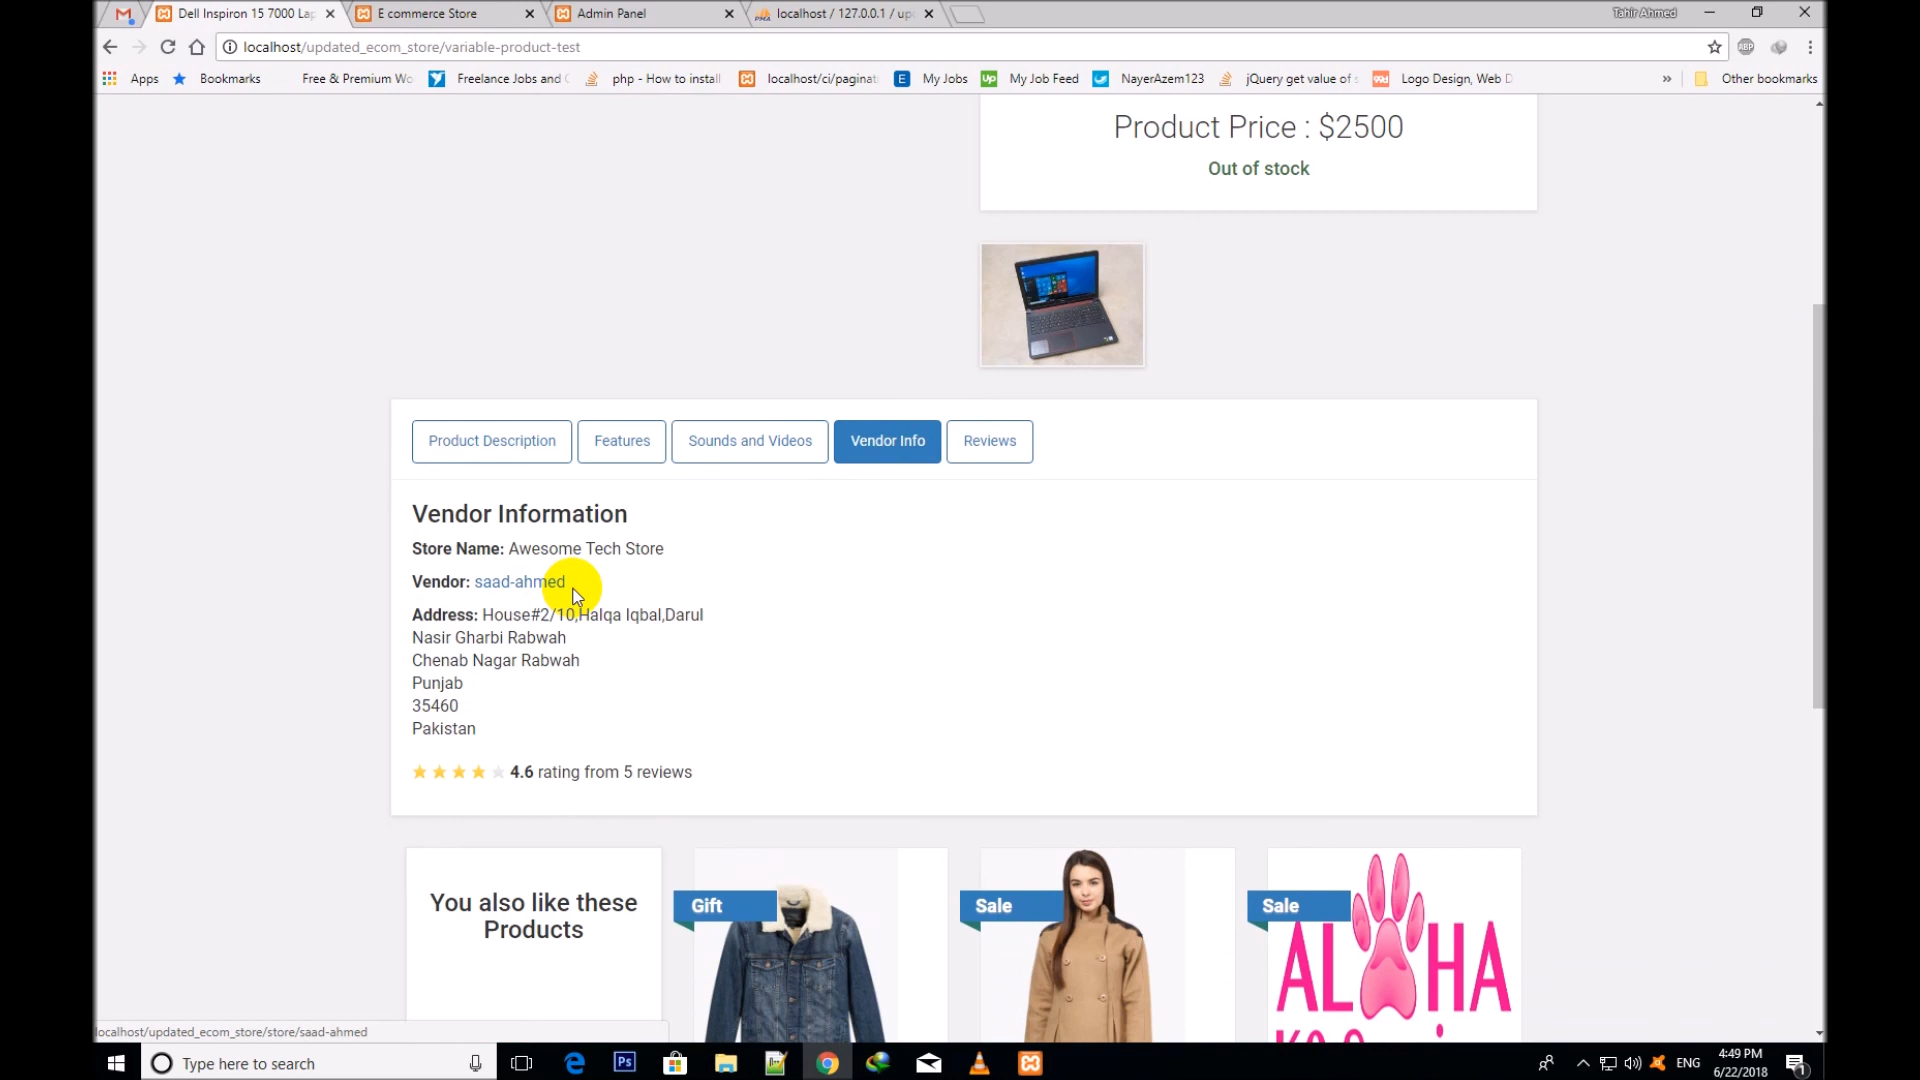 Dell Inspiron 15 7000 Lap
E commerce Store
Admin Panel
localhost / 127.0.0.1 / up
Tahir Ahmed
localhost/updated_ecom_store/variable-product-test
Apps
Bookmarks
Free & Premium Wo
Freelance Jobs and
php - How to install
localhost/ci/paginat
My Jobs
My Job Feed
NayerAzem123
jQuery get value of
Logo Design, Web D
Other bookmarks
Product Price : $2500
Out of stock
Product Description
Features
Sounds and Videos
Vendor Info
Reviews
Vendor Information
Store Name: Awesome Tech Store
Vendor: saad-ahmed
Address: House#2/10,Halqa Iqbal,Darul
Nasir Gharbi Rabwah
Chenab Nagar Rabwah
Punjab
35460
Pakistan
4.6 rating from 5 reviews
You also like these
Products
Gift
Sale
Sale
ALOHA
localhost/updated_ecom_store/store/saad-ahmed
Type here to search
ENG
4:49 PM
6/22/2018